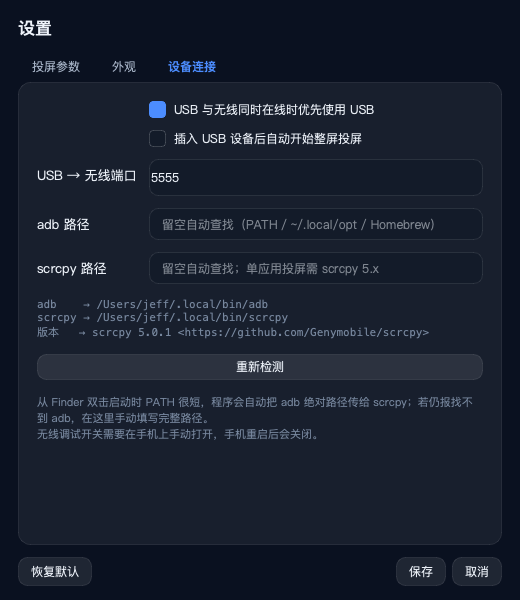 设置
投屏参数 外观 设备连接
USB 与无线同时在线时优先使用 USB
插入 USB 设备后自动开始整屏投屏
USB → 无线端口 5555
adb 路径 留空自动查找（PATH / ~/.local/opt / Homebrew）
scrcpy 路径 留空自动查找；单应用投屏需 scrcpy 5.x
adb → /Users/jeff/.local/bin/adb
scrcpy → /Users/jeff/.local/bin/scrcpy
版本 → scrcpy 5.0.1 <https://github.com/Genymobile/scrcpy>
重新检测
从 Finder 双击启动时 PATH 很短，程序会自动把 adb 绝对路径传给 scrcpy；若仍报找不
到 adb，在这里手动填写完整路径。
无线调试开关需要在手机上手动打开，手机重启后会关闭。
恢复默认 保存 取消